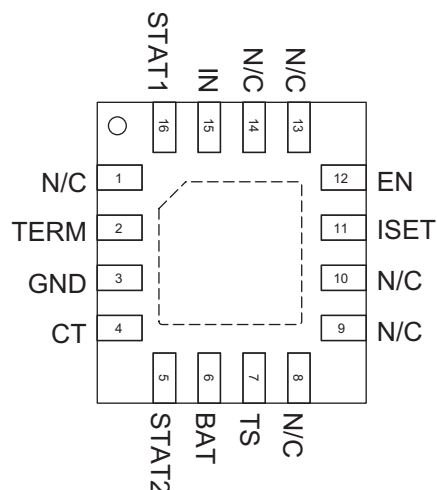 STAT1
IN
N/C
N/C
16
15
14
13
N/C 1
12 EN
TERM 2
11 ISET
GND 3
10 N/C
CT 4
9 N/C
5
6
7
8
STAT2
BAT
TS
N/C